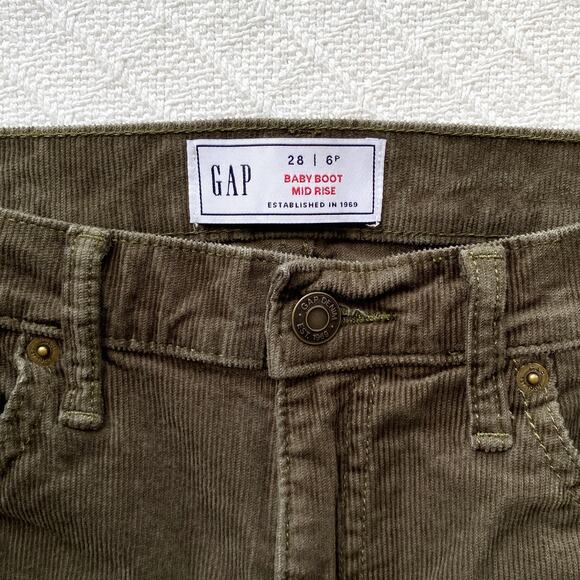 GAP
28 | 6P
BABY BOOT
MID RISE
ESTABLISHED IN 1969
GAP DENIM
EST. 1969